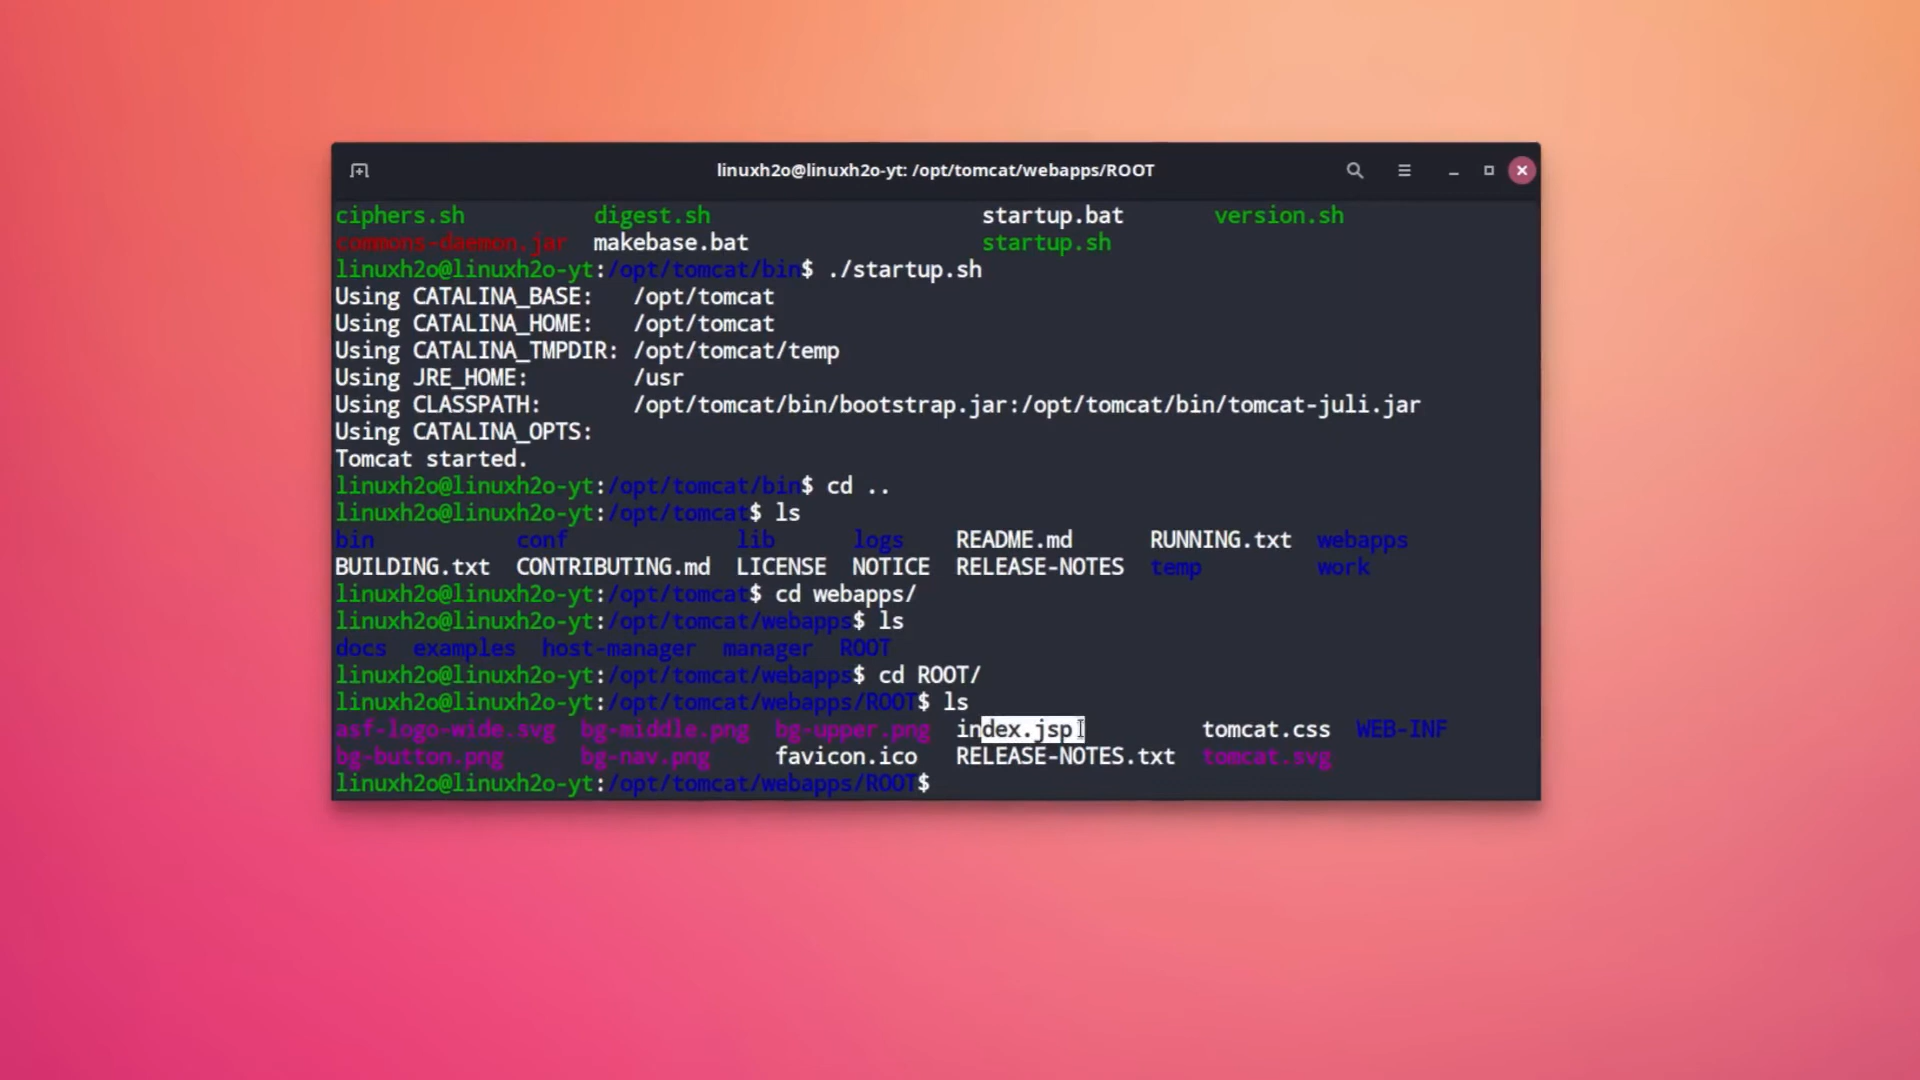 linuxh2o@linuxh2o-yt: /opt/tomcat/webapps/ROOT
ciphers.sh digest.sh startup.bat version.sh
commons-daemon.jar makebase.bat startup.sh
linuxh2o@linuxh2o-yt:/opt/tomcat/bin$ ./startup.sh
Using CATALINA_BASE: /opt/tomcat
Using CATALINA_HOME: /opt/tomcat
Using CATALINA_TMPDIR: /opt/tomcat/temp
Using JRE_HOME: /usr
Using CLASSPATH: /opt/tomcat/bin/bootstrap.jar:/opt/tomcat/bin/tomcat-juli.jar
Using CATALINA_OPTS:
Tomcat started.
linuxh2o@linuxh2o-yt:/opt/tomcat/bin$ cd ..
linuxh2o@linuxh2o-yt:/opt/tomcat$ ls
bin conf lib logs README.md RUNNING.txt webapps
BUILDING.txt CONTRIBUTING.md LICENSE NOTICE RELEASE-NOTES temp work
linuxh2o@linuxh2o-yt:/opt/tomcat$ cd webapps/
linuxh2o@linuxh2o-yt:/opt/tomcat/webapps$ ls
docs examples host-manager manager ROOT
linuxh2o@linuxh2o-yt:/opt/tomcat/webapps$ cd ROOT/
linuxh2o@linuxh2o-yt:/opt/tomcat/webapps/ROOT$ ls
asf-logo-wide.svg bg-middle.png bg-upper.png index.jsp tomcat.css WEB-INF
bg-button.png bg-nav.png favicon.ico RELEASE-NOTES.txt tomcat.svg
linuxh2o@linuxh2o-yt:/opt/tomcat/webapps/ROOT$